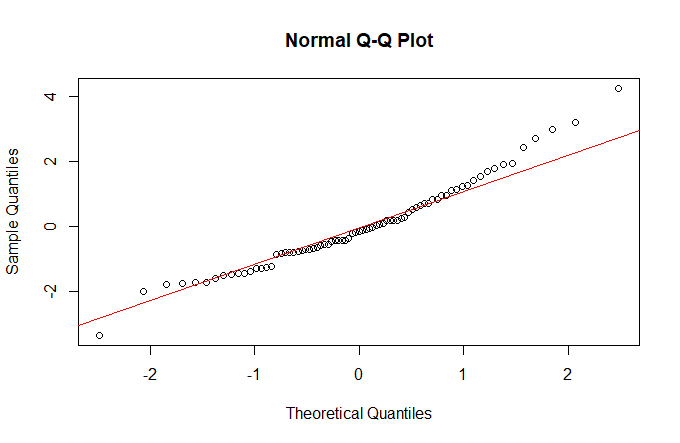 Normal Q-Q Plot
4
2
0
-2
Sample Quantiles
-2 -1 0 1 2
Theoretical Quantiles